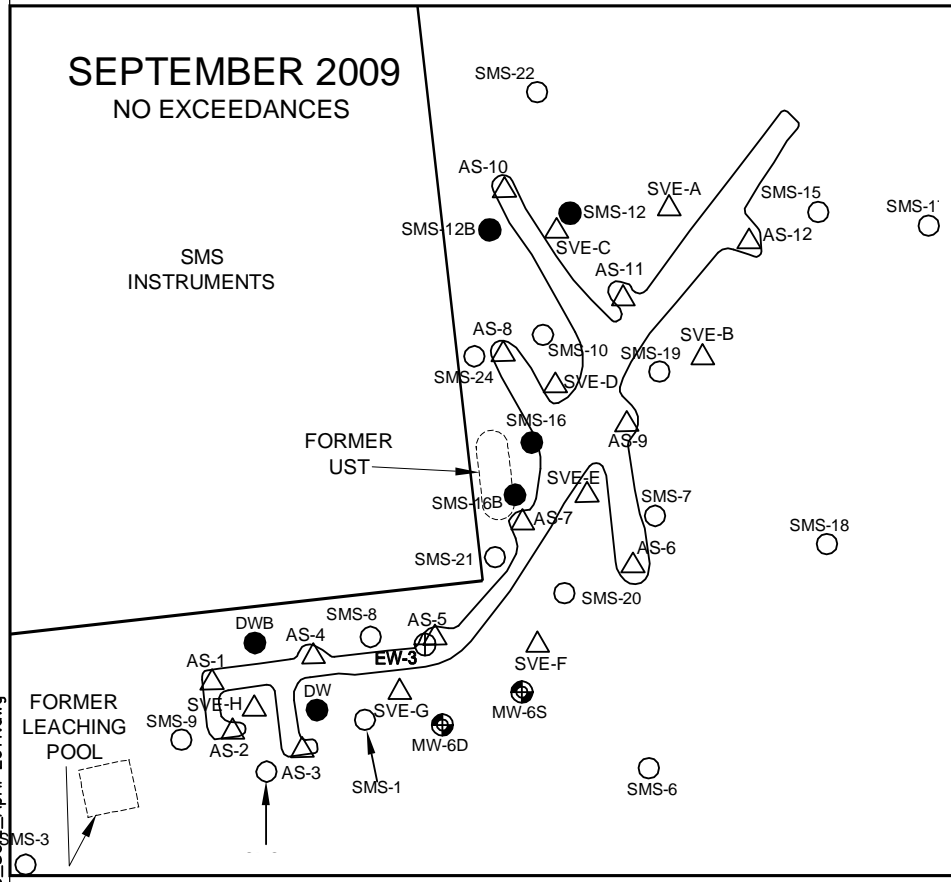 SEPTEMBER 2009
NO EXCEEDANCES
SMS-22
AS-10
SVE-A
SMS-15
SMS-12
SMS-12B
SMS
INSTRUMENTS
SVE-C
AS-12
AS-11
AS-8
SMS-10
SVE-B
SMS-19
SMS-24
SVE-D
SMS-16
FORMER
UST
AS-9
SVE-E
SMS-16B
SMS-7
AS-7
SMS-18
SMS-21
AS-6
SMS-20
DWB
SMS-8
AS-5
AS-4
EW-3
AS-1
SVE-F
FORMER
LEACHING
POOL
SVE-H
DW
SVE-G
MW-6S
SMS-9
AS-2
MW-6D
AS-3
SMS-1
SMS-6
SMS-3